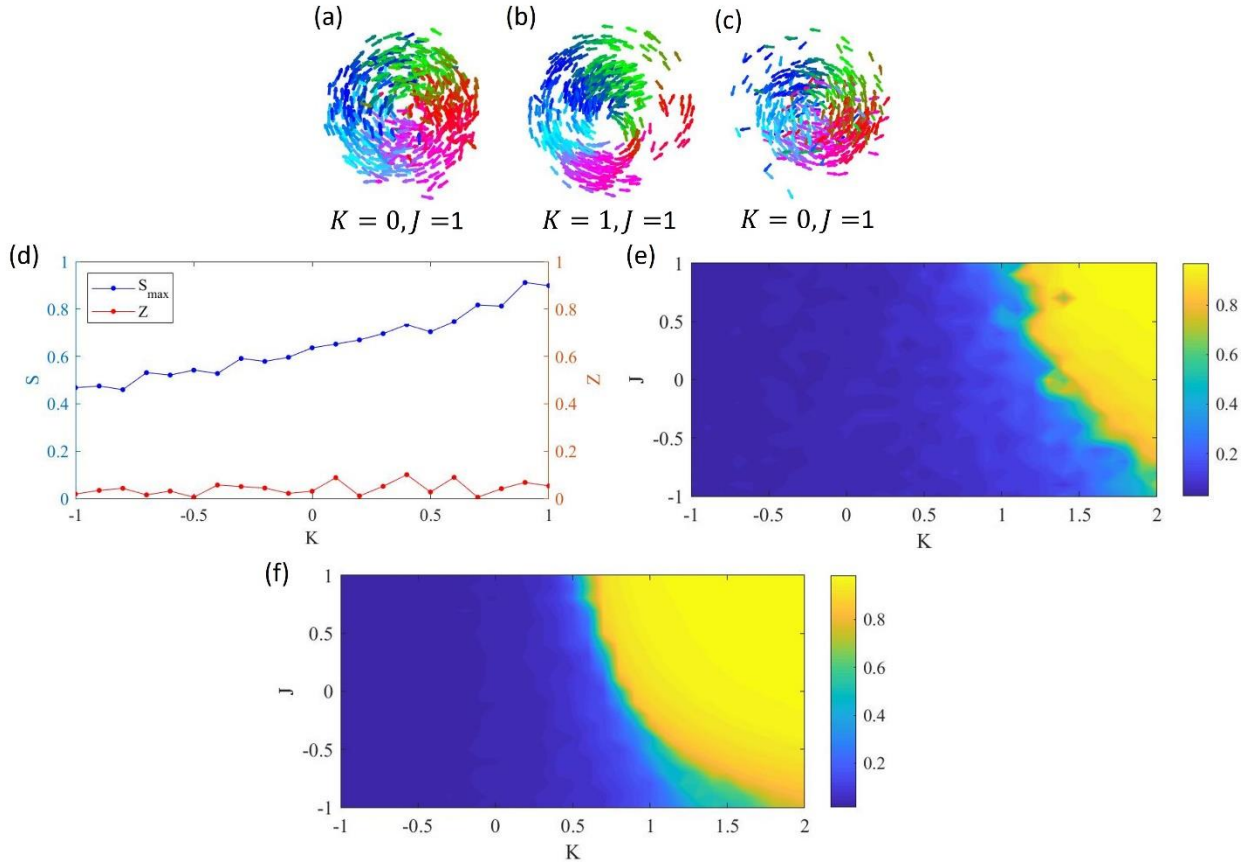 (a) (b) (c)
K = 0, J = 1 K = 1, J = 1 K = 0, J = 1
(d)
1 1
S_max
Z
0.8 0.8
0.6 0.6
S Z
0.4 0.4
0.2 0.2
0 0
-1 -0.5 0 0.5 1
K
(e)
1
0.5
J 0
-0.5
-1
-1 -0.5 0 0.5 1 1.5 2
K
0.8
0.6
0.4
0.2
(f)
1
0.5
J 0
-0.5
-1
-1 -0.5 0 0.5 1 1.5 2
K
0.8
0.6
0.4
0.2